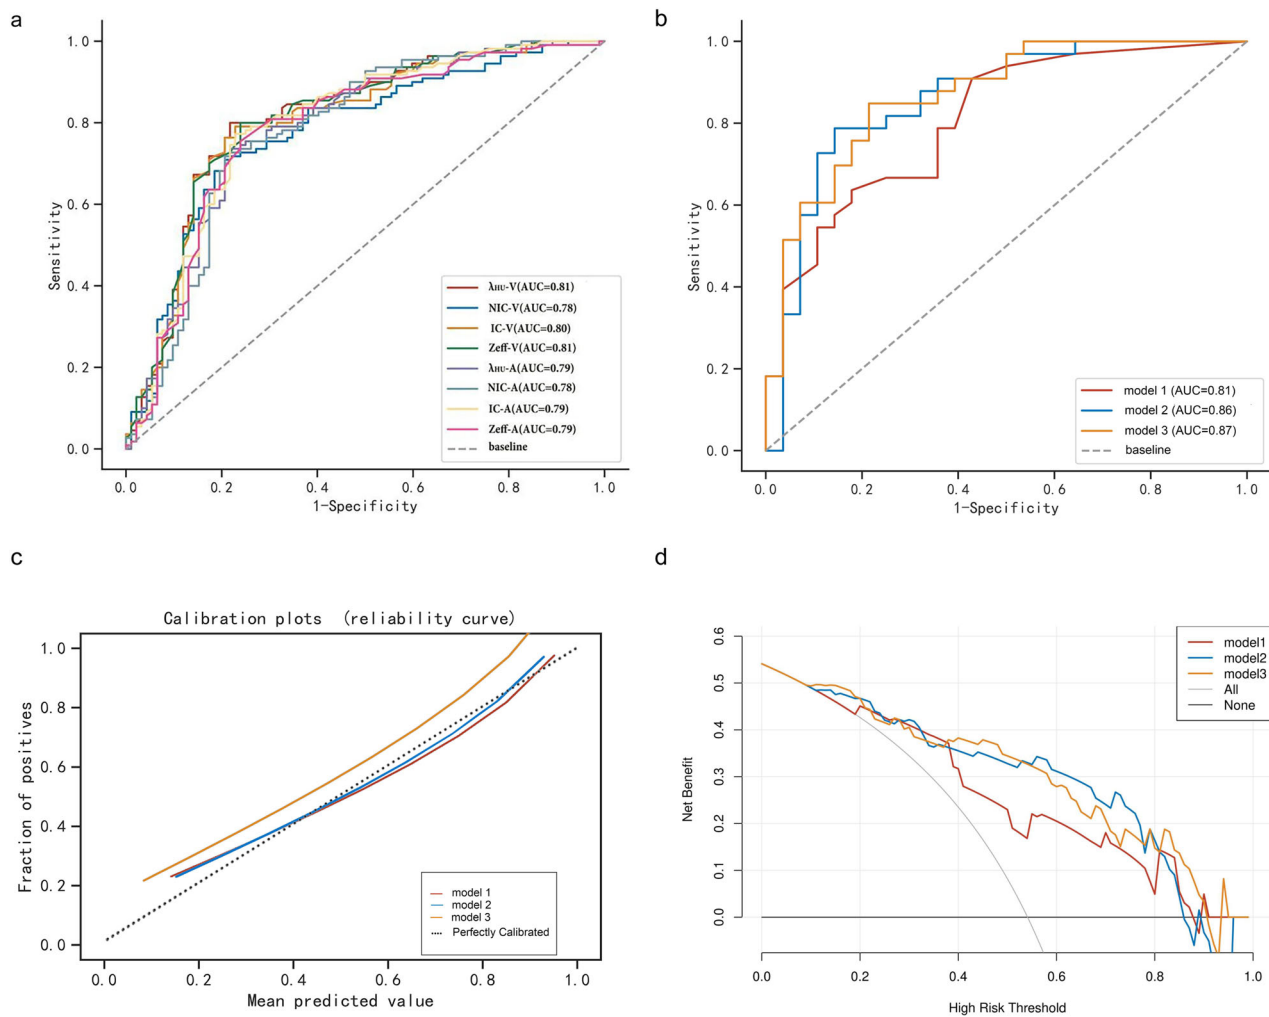 a
1.0
0.8
0.6
0.4
0.2
0.0
Sensitivity
λHU-V(AUC=0.81)
NIC-V(AUC=0.78)
IC-V(AUC=0.80)
Zeff-V(AUC=0.81)
λHU-A(AUC=0.79)
NIC-A(AUC=0.78)
IC-A(AUC=0.79)
Zeff-A(AUC=0.79)
baseline
0.0 0.2 0.4 0.6 0.8 1.0
1-Specificity
b
1.0
0.8
0.6
0.4
0.2
0.0
Sensitivity
model 1 (AUC=0.81)
model 2 (AUC=0.86)
model 3 (AUC=0.87)
baseline
0.0 0.2 0.4 0.6 0.8 1.0
1-Specificity
c
Calibration plots (reliability curve)
1.0
0.8
0.6
0.4
0.2
0.0
Fraction of positives
model 1
model 2
model 3
Perfectly Calibrated
0.0 0.2 0.4 0.6 0.8 1.0
Mean predicted value
d
0.6
0.5
0.4
0.3
0.2
0.1
0.0
Net Benefit
model1
model2
model3
All
None
0.0 0.2 0.4 0.6 0.8 1.0
High Risk Threshold